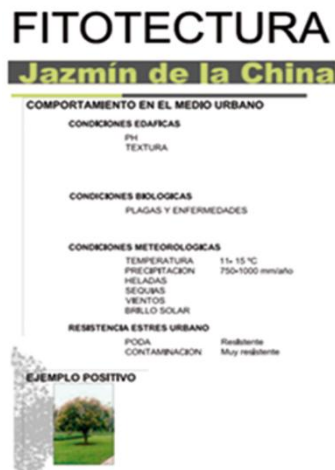 FITOTECTURA
Jazmín de la China
COMPORTAMIENTO EN EL MEDIO URBANO
CONDICIONES EDAFICAS
PH
TEXTURA
CONDICIONES BIOLOGICAS
PLAGAS Y ENFERMEDADES
CONDICIONES METEOROLOGICAS
TEMPERATURA 11- 15 ºC
PRECIPITACION 750-1000 mm/año
HELADAS
SEQUIAS
VIENTOS
BRILLO SOLAR
RESISTENCIA ESTRES URBANO
PODA Resistente
CONTAMINACION Muy resistente
EJEMPLO POSITIVO